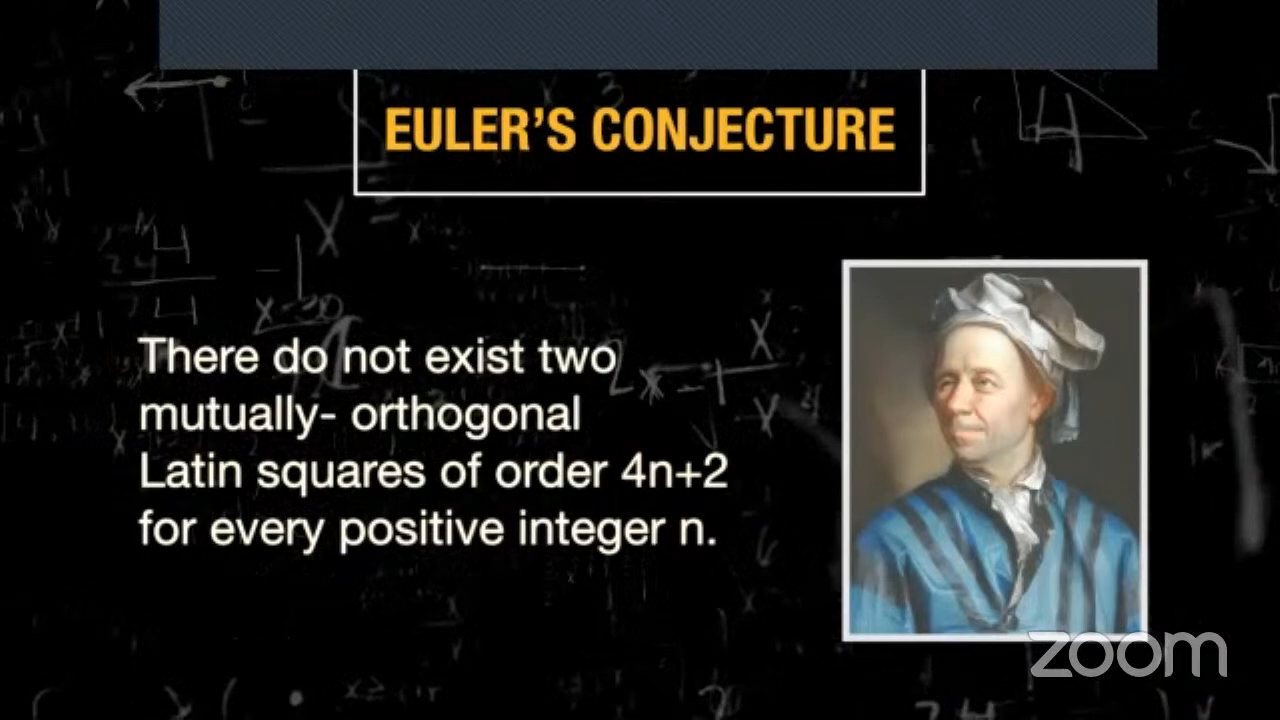 EULER'S CONJECTURE
There do not exist two
mutually- orthogonal
Latin squares of order 4n+2
for every positive integer n.
zoom